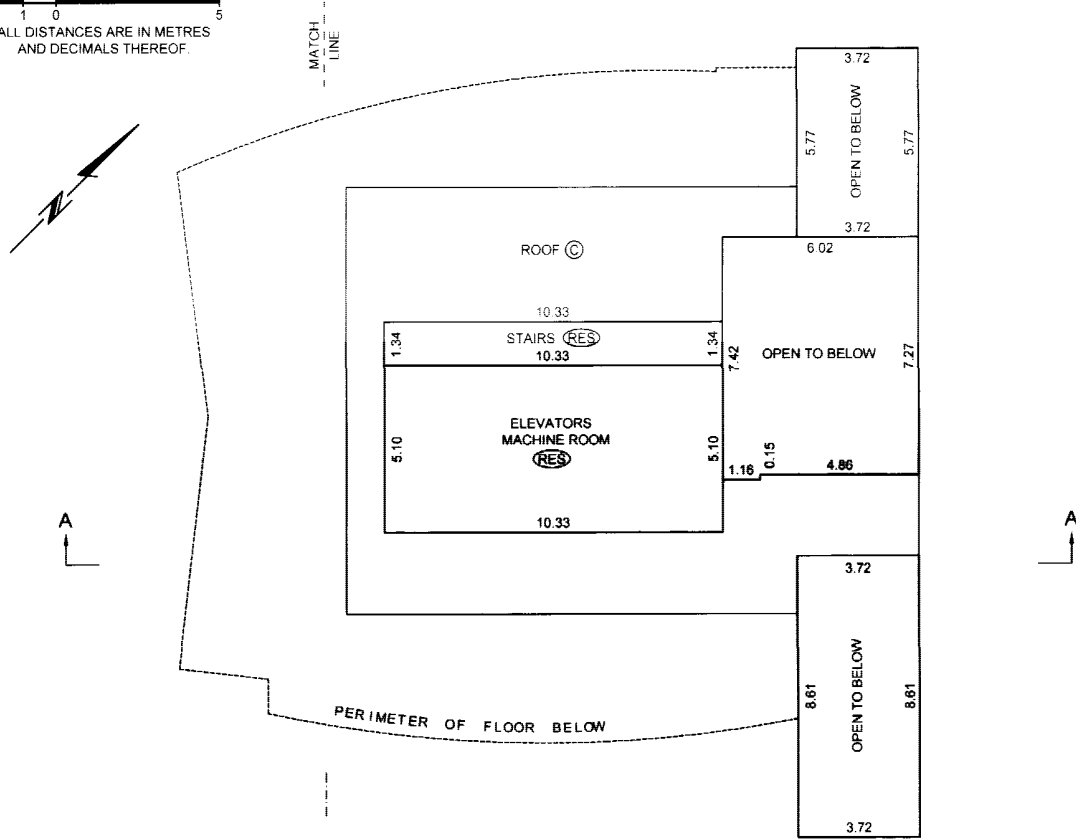 1 0 5
ALL DISTANCES ARE IN METRES
AND DECIMALS THEREOF.
MATCH
LINE
N
3.72
5.77
OPEN TO BELOW
5.77
3.72
6.02
ROOF C
10.33
1.34
STAIRS RES
1.34
10.33
7.42
OPEN TO BELOW
7.27
ELEVATORS
MACHINE ROOM
RES
5.10
5.10
1.16
0.15
4.86
10.33
A
A
3.72
8.61
OPEN TO BELOW
8.61
3.72
PERIMETER OF FLOOR BELOW